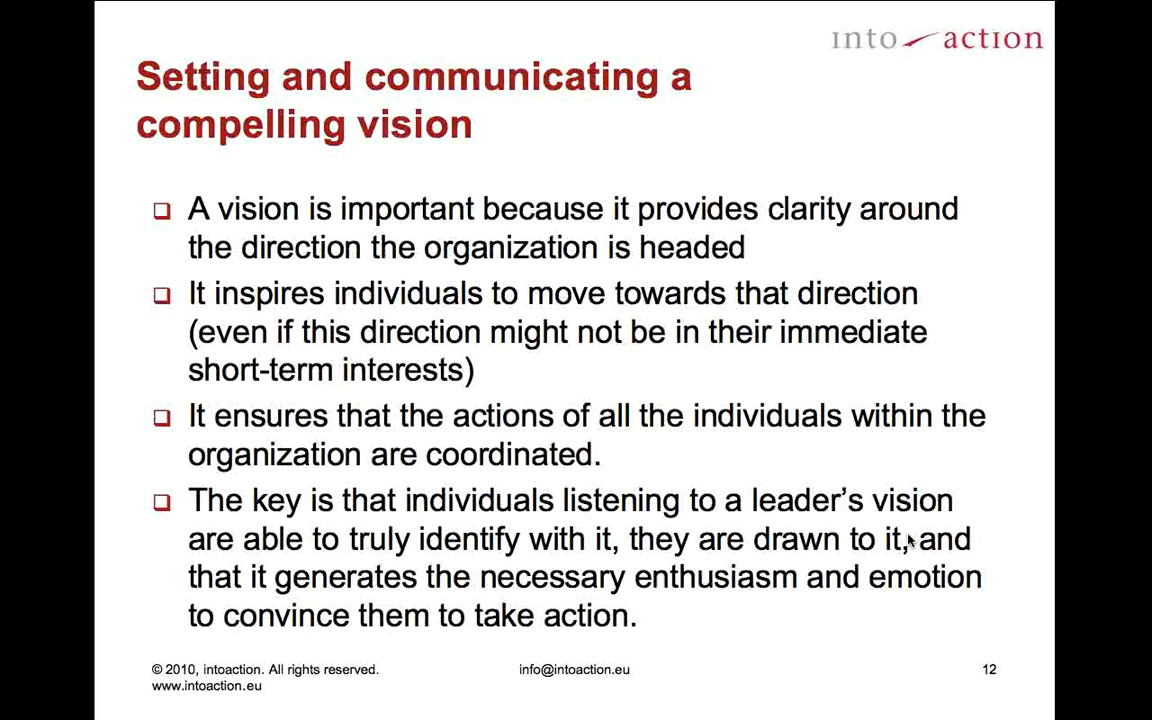 into action
Setting and communicating a
compelling vision
A vision is important because it provides clarity around
the direction the organization is headed
It inspires individuals to move towards that direction
(even if this direction might not be in their immediate
short-term interests)
It ensures that the actions of all the individuals within the
organization are coordinated.
The key is that individuals listening to a leader’s vision
are able to truly identify with it, they are drawn to it, and
that it generates the necessary enthusiasm and emotion
to convince them to take action.
© 2010, intoaction. All rights reserved.
www.intoaction.eu
info@intoaction.eu
12